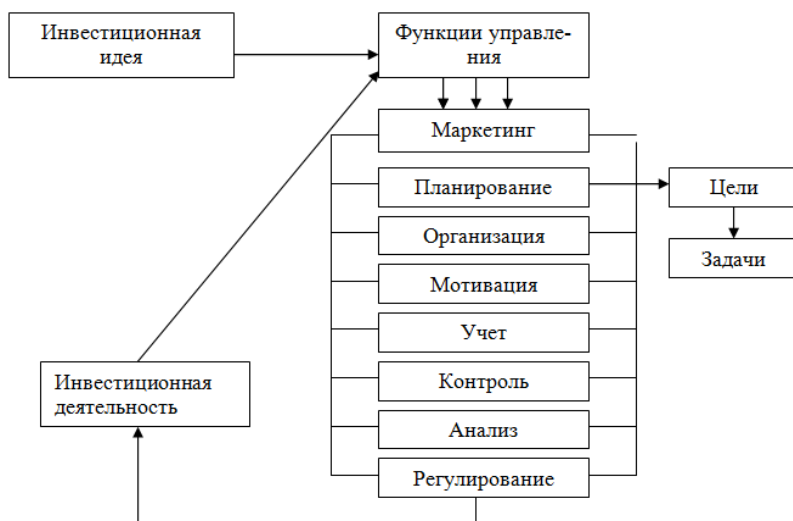 Инвестиционная
идея
Функции управле-
ния
Маркетинг
Планирование
Цели
Организация
Задачи
Мотивация
Учет
Инвестиционная
деятельность
Контроль
Анализ
Регулирование